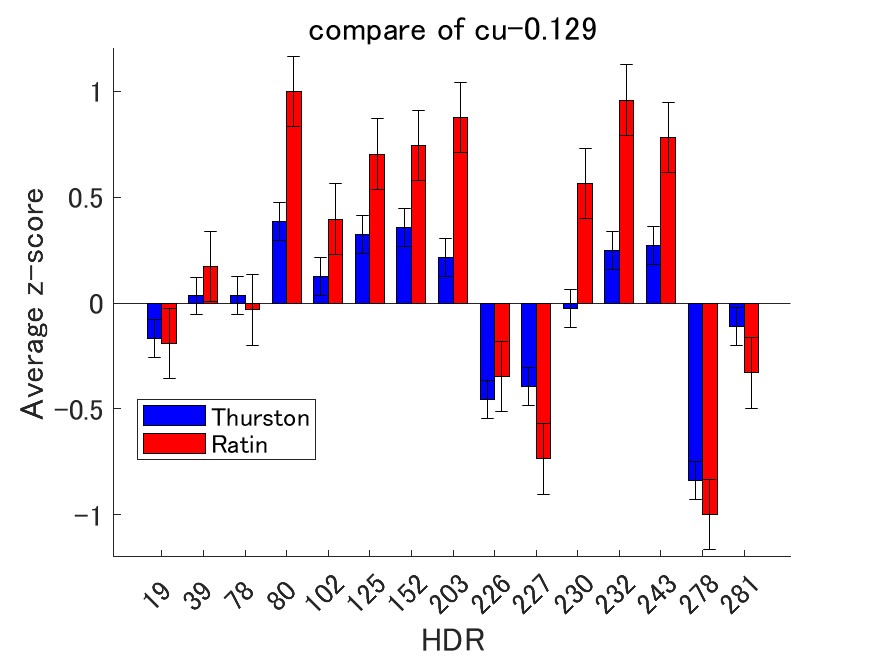 compare of cu-0.129
Average z-score
1
0.5
0
-0.5
-1
Thurston
Ratin
19 39 78 80 102 125 152 203 226 227 230 232 243 278 281
HDR